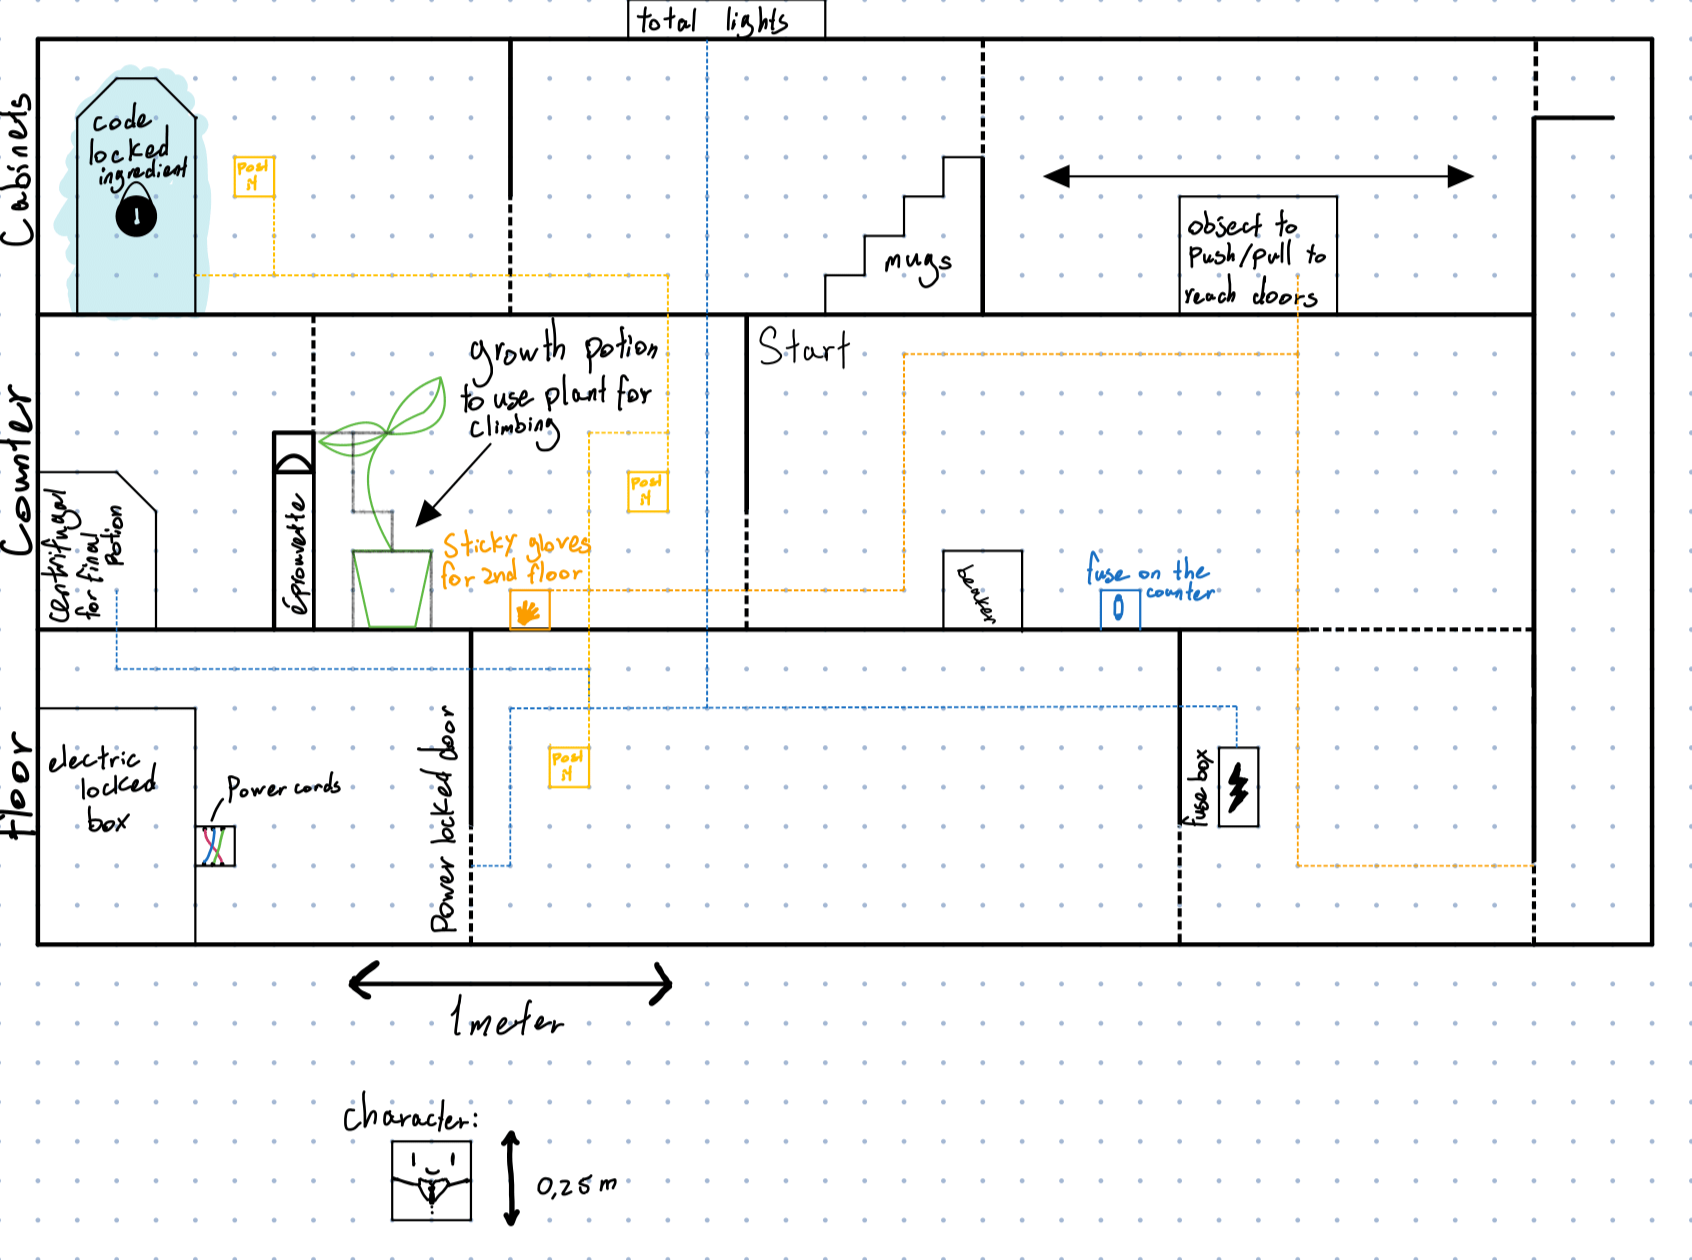 total lights
Cabinets
code
locked
ingredient
Post
it
mugs
object to
push/pull to
reach doors
Counter
growth potion
to use plant for
climbing
Start
Post
it
centrifugal
for final
potion
éprouvette
Sticky gloves
for 2nd floor
beaker
fuse on the
counter
floor
electric
locked
box
Power cords
Power locked door
Post
it
fuse box
1 meter
character:
0,25 m